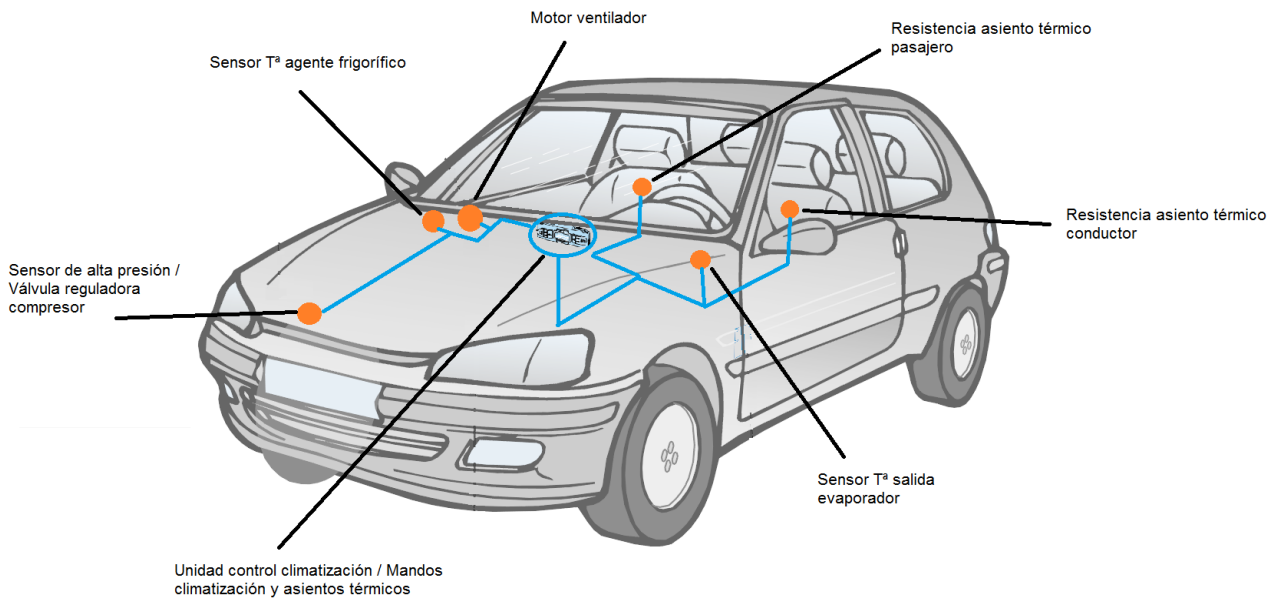 Motor ventilador
Resistencia asiento térmico
pasajero
Sensor Tª agente frigorífico
Resistencia asiento térmico
conductor
Sensor de alta presión /
Válvula reguladora
compresor
Sensor Tª salida
evaporador
Unidad control climatización / Mandos
climatización y asientos térmicos